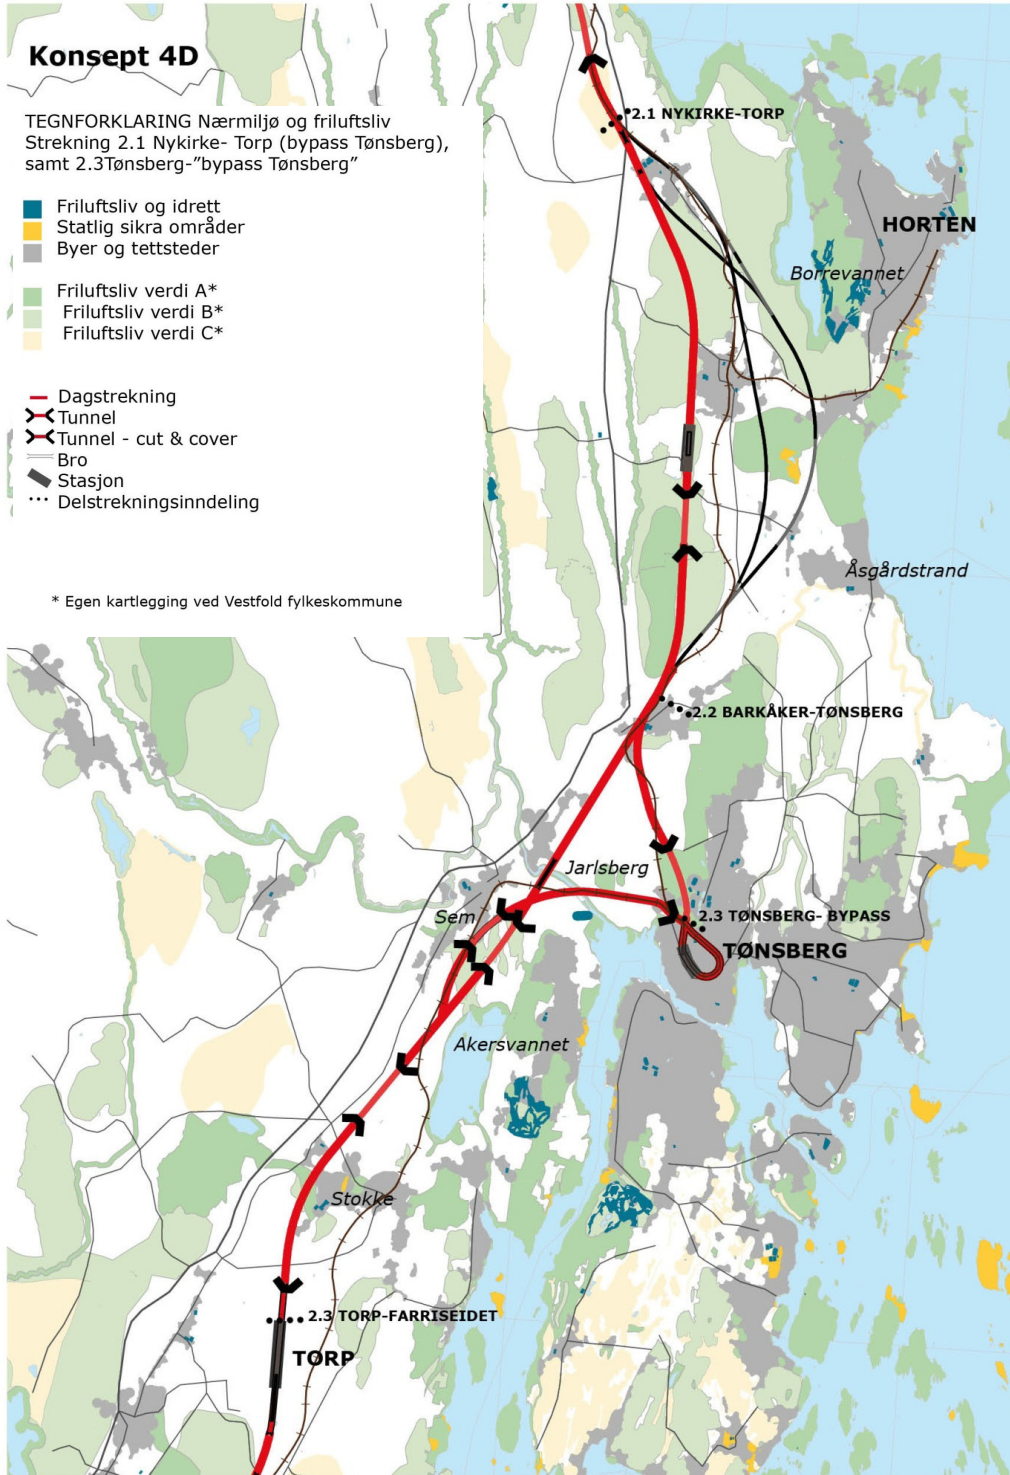 Konsept 4D
TEGNFORKLARING Nærmiljø og friluftsliv
Strekning 2.1 Nykirke- Torp (bypass Tønsberg),
samt 2.3Tønsberg-”bypass Tønsberg”
Friluftsliv og idrett
Statlig sikra områder
Byer og tettsteder
Friluftsliv verdi A*
Friluftsliv verdi B*
Friluftsliv verdi C*
Dagstrekning
Tunnel
Tunnel - cut & cover
Bro
Stasjon
Delstrekningsinndeling
* Egen kartlegging ved Vestfold fylkeskommune
2.1 NYKIRKE-TORP
HORTEN
Borrevannet
Åsgårdstrand
2.2 BARKÅKER-TØNSBERG
Jarlsberg
Sem
2.3 TØNSBERG- BYPASS
TØNSBERG
Akersvannet
Stokke
2.3 TORP-FARRISEIDET
TORP